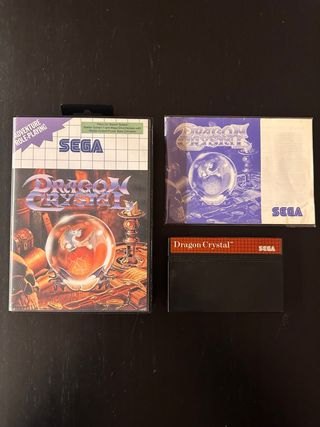 ADVENTURE
ROLE-PLAYING
SEGA
DRAGON
CRYSTAL
DRAGON
CRYSTAL
SEGA
Dragon Crystal™
SEGA